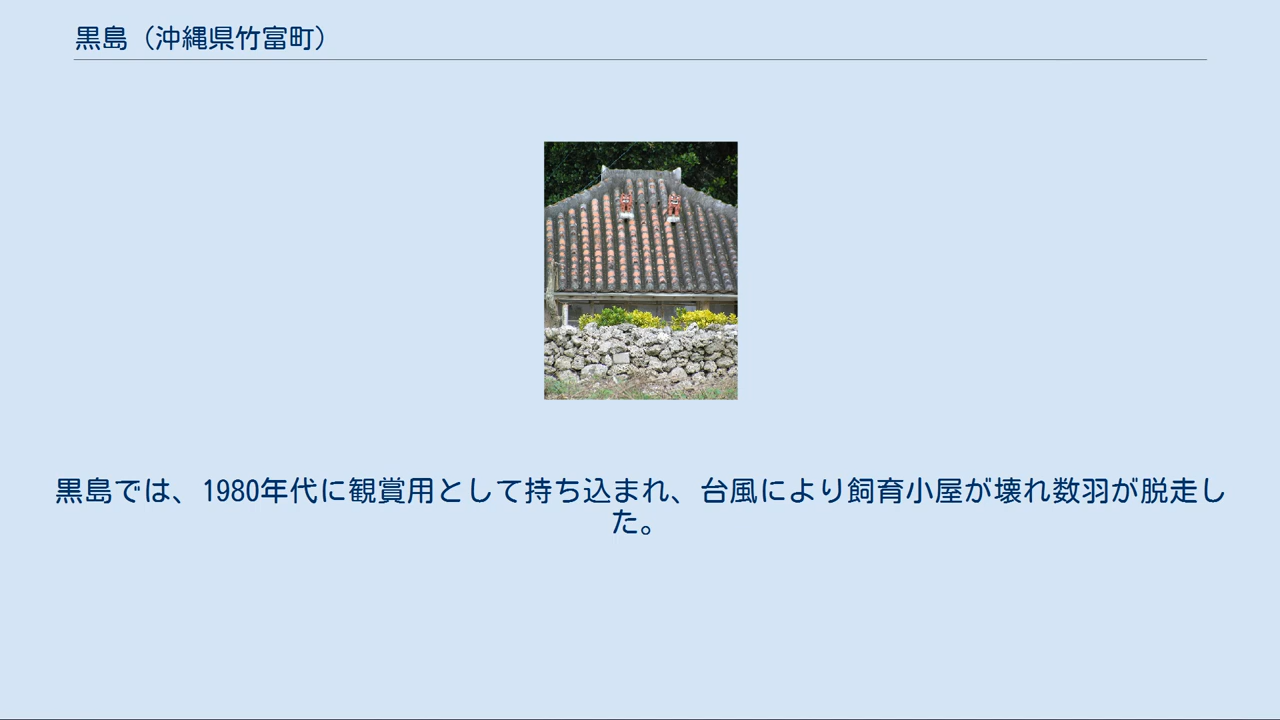 黒島（沖縄県竹富町）
黒島では、1980年代に観賞用として持ち込まれ、台風により飼育小屋が壊れ数羽が脱走し
た。